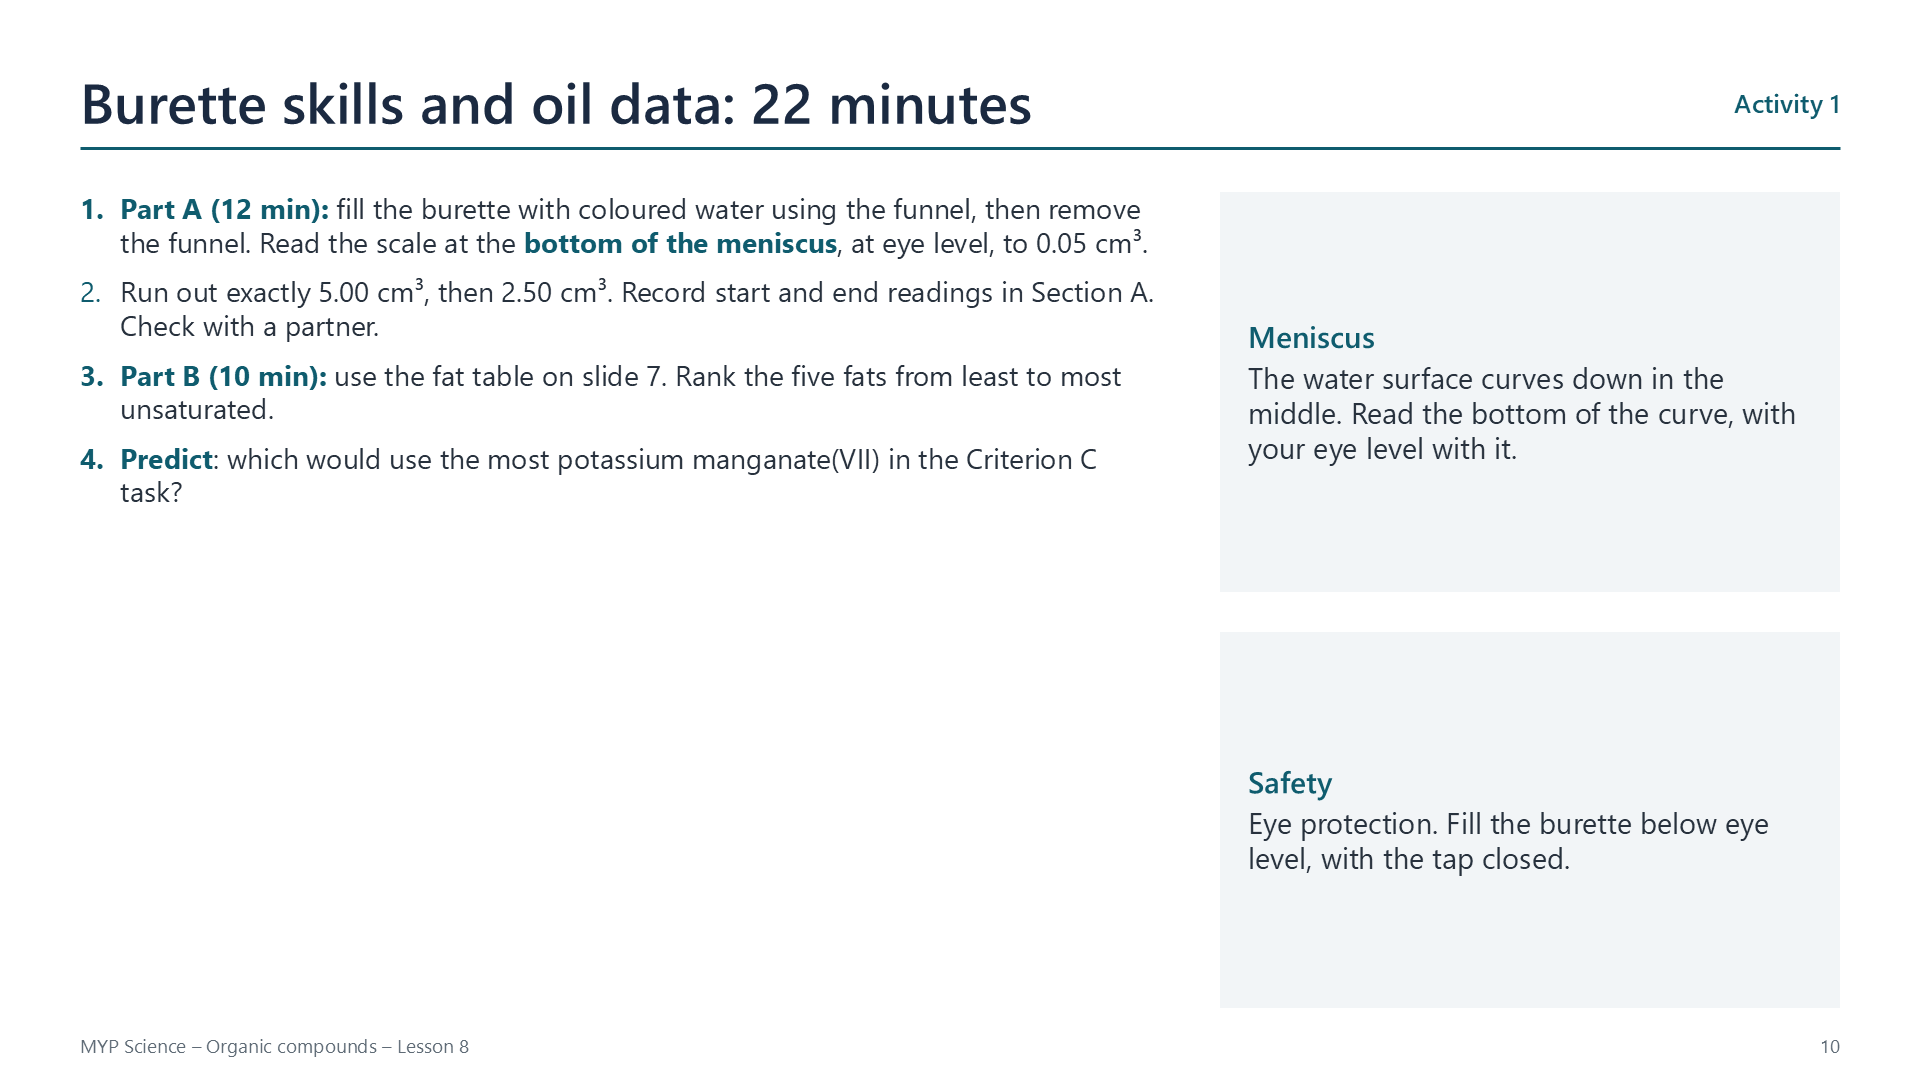 Burette skills and oil data: 22 minutes
Activity 1
1. Part A (12 min): fill the burette with coloured water using the funnel, then remove
the funnel. Read the scale at the bottom of the meniscus, at eye level, to 0.05 cm³.
2. Run out exactly 5.00 cm³, then 2.50 cm³. Record start and end readings in Section A.
Check with a partner.
3. Part B (10 min): use the fat table on slide 7. Rank the five fats from least to most
unsaturated.
4. Predict: which would use the most potassium manganate(VII) in the Criterion C
task?
Meniscus
The water surface curves down in the
middle. Read the bottom of the curve, with
your eye level with it.
Safety
Eye protection. Fill the burette below eye
level, with the tap closed.
MYP Science – Organic compounds – Lesson 8
10